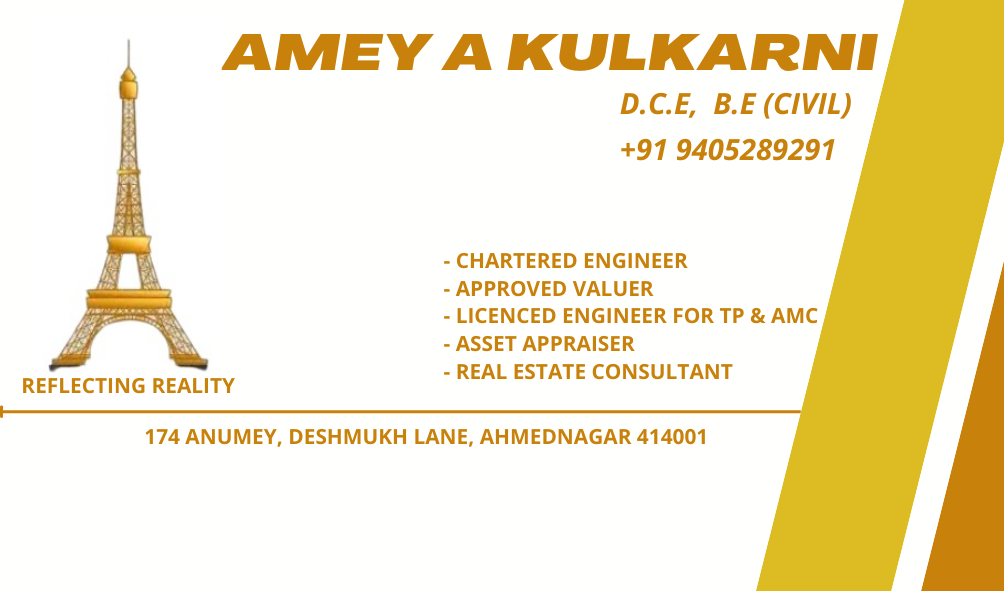 AMEY A KULKARNI
D.C.E, B.E (CIVIL)
+91 9405289291
- CHARTERED ENGINEER
- APPROVED VALUER
- LICENCED ENGINEER FOR TP & AMC
- ASSET APPRAISER
- REAL ESTATE CONSULTANT
REFLECTING REALITY
174 ANUMEY, DESHMUKH LANE, AHMEDNAGAR 414001